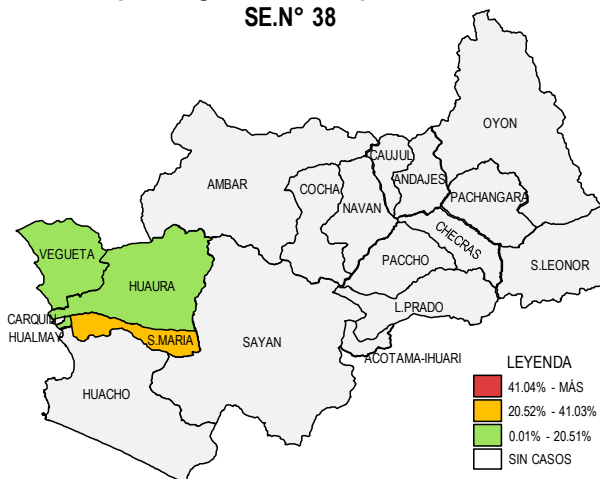 SE.N° 38
OYON
CAUJUL
ANDAJES
AMBAR
COCHA
NAVAN
PACHANGARA
CHECRAS
VEGUETA
PACCHO
S.LEONOR
HUAURA
L.PRADO
CARQUIN
HUALMAY
S.MARIA
SAYAN
ACOTAMA-IHUARI
HUACHO
LEYENDA
41.04% - MÁS
20.52% - 41.03%
0.01% - 20.51%
SIN CASOS